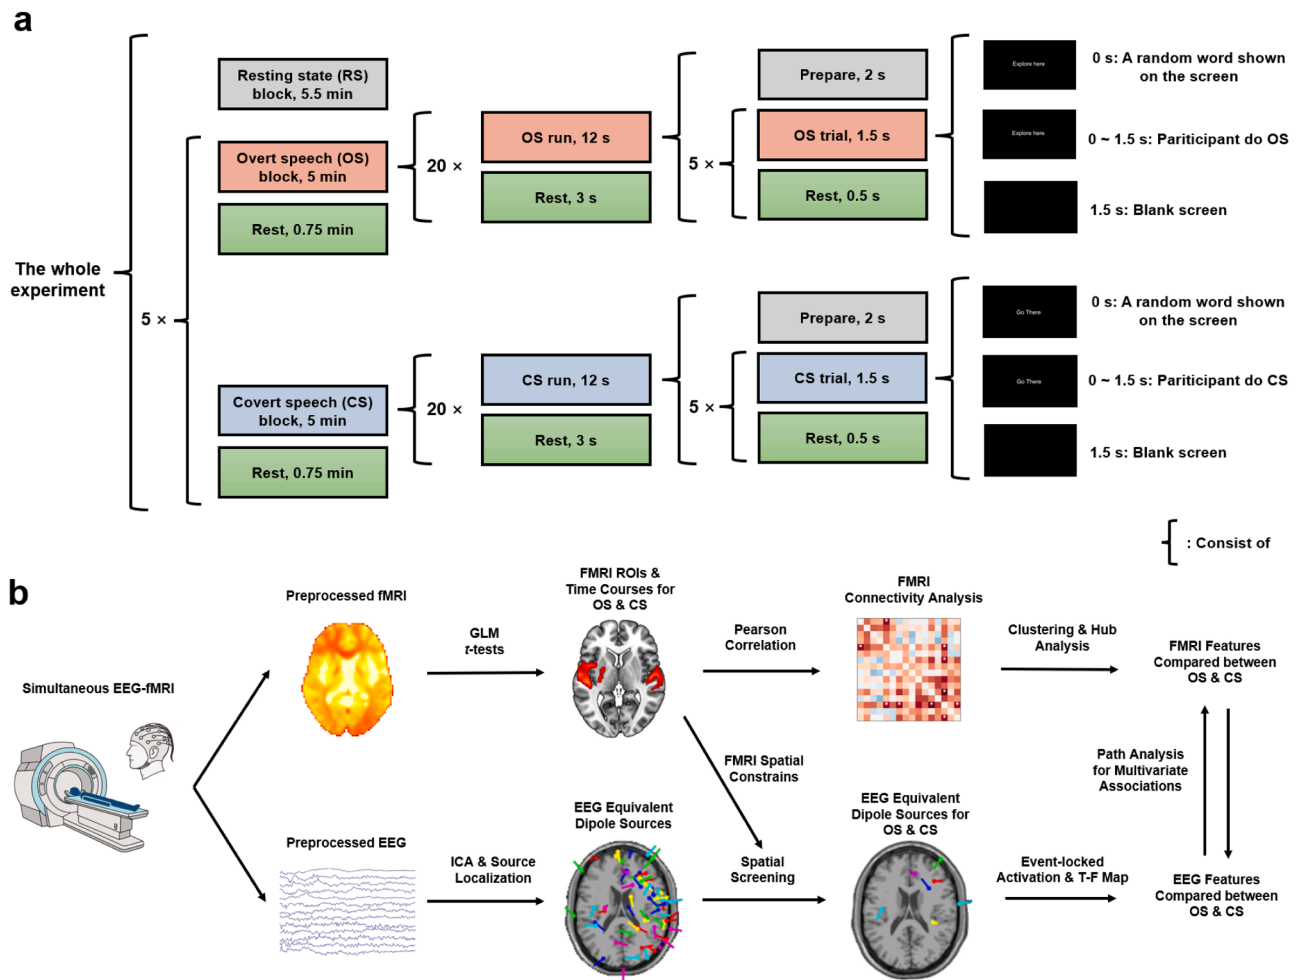 a
Resting state (RS)
block, 5.5 min
Overt speech (OS)
block, 5 min
Rest, 0.75 min
The whole
experiment
5 ×
Covert speech (CS)
block, 5 min
Rest, 0.75 min
20 ×
OS run, 12 s
Rest, 3 s
5 ×
Prepare, 2 s
OS trial, 1.5 s
Rest, 0.5 s
Explore here
0 s: A random word shown
on the screen
Explore here
0 ~ 1.5 s: Pariticipant do OS
1.5 s: Blank screen
20 ×
CS run, 12 s
Rest, 3 s
5 ×
Prepare, 2 s
CS trial, 1.5 s
Rest, 0.5 s
Go There
0 s: A random word shown
on the screen
Go There
0 ~ 1.5 s: Pariticipant do CS
1.5 s: Blank screen
: Consist of
b
Simultaneous EEG-fMRI
Preprocessed fMRI
GLM
t-tests
FMRI ROIs &
Time Courses for
OS & CS
Pearson
Correlation
FMRI
Connectivity Analysis
Clustering & Hub
Analysis
FMRI Features
Compared between
OS & CS
FMRI Spatial
Constrains
Path Analysis
for Multivariate
Associations
Preprocessed EEG
ICA & Source
Localization
EEG Equivalent
Dipole Sources
Spatial
Screening
EEG Equivalent
Dipole Sources for
OS & CS
Event-locked
Activation & T-F Map
EEG Features
Compared between
OS & CS